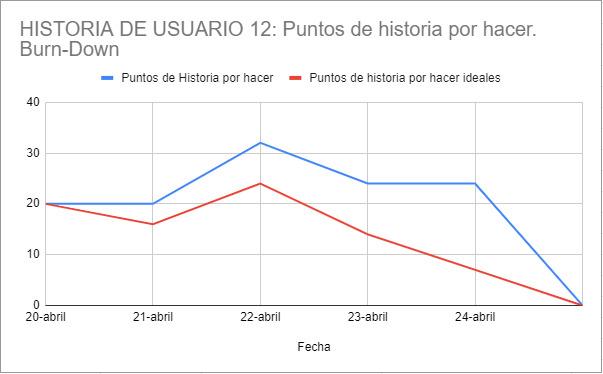 HISTORIA DE USUARIO 12: Puntos de historia por hacer.
Burn-Down
Puntos de Historia por hacer
Puntos de historia por hacer ideales
40
30
20
10
0
20-abril
21-abril
22-abril
23-abril
24-abril
Fecha